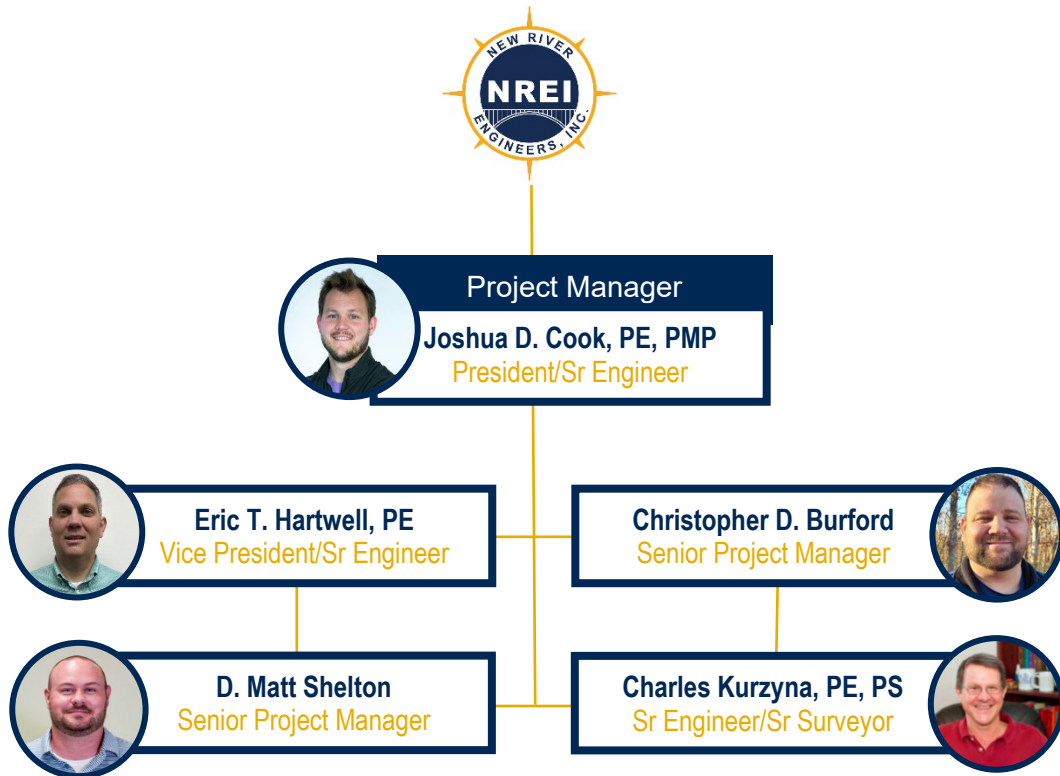 NEW RIVER
NREI
ENGINEERS, INC.
Project Manager
Joshua D. Cook, PE, PMP
President/Sr Engineer
Eric T. Hartwell, PE
Vice President/Sr Engineer
Christopher D. Burford
Senior Project Manager
D. Matt Shelton
Senior Project Manager
Charles Kurzyna, PE, PS
Sr Engineer/Sr Surveyor